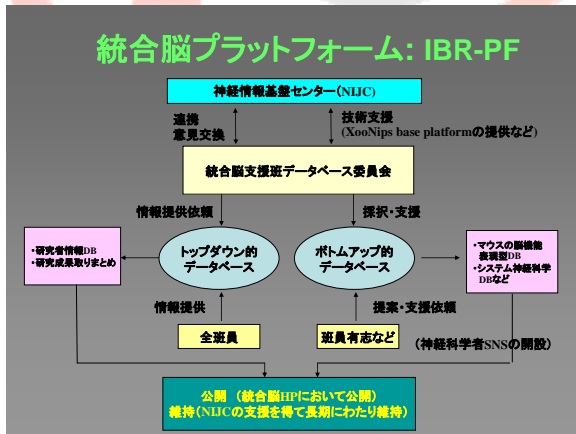 統合脳プラットフォーム: IBR-PF
神経情報基盤センター(NIJC)
連携
意見交換
技術支援
(XooNips base platformの提供など)
統合脳支援班データベース委員会
情報提供依頼
採択・支援
・研究者情報DB
・研究成果取りまとめ
トップダウン的
データベース
ボトムアップ的
データベース
・マウスの脳機能
表現型DB
・システム神経科学
DBなど
情報提供
提案・支援依頼
全班員
班員有志など
(神経科学者SNSの開設)
公開 (統合脳HPにおいて公開)
維持(NIJCの支援を得て長期にわたり維持)